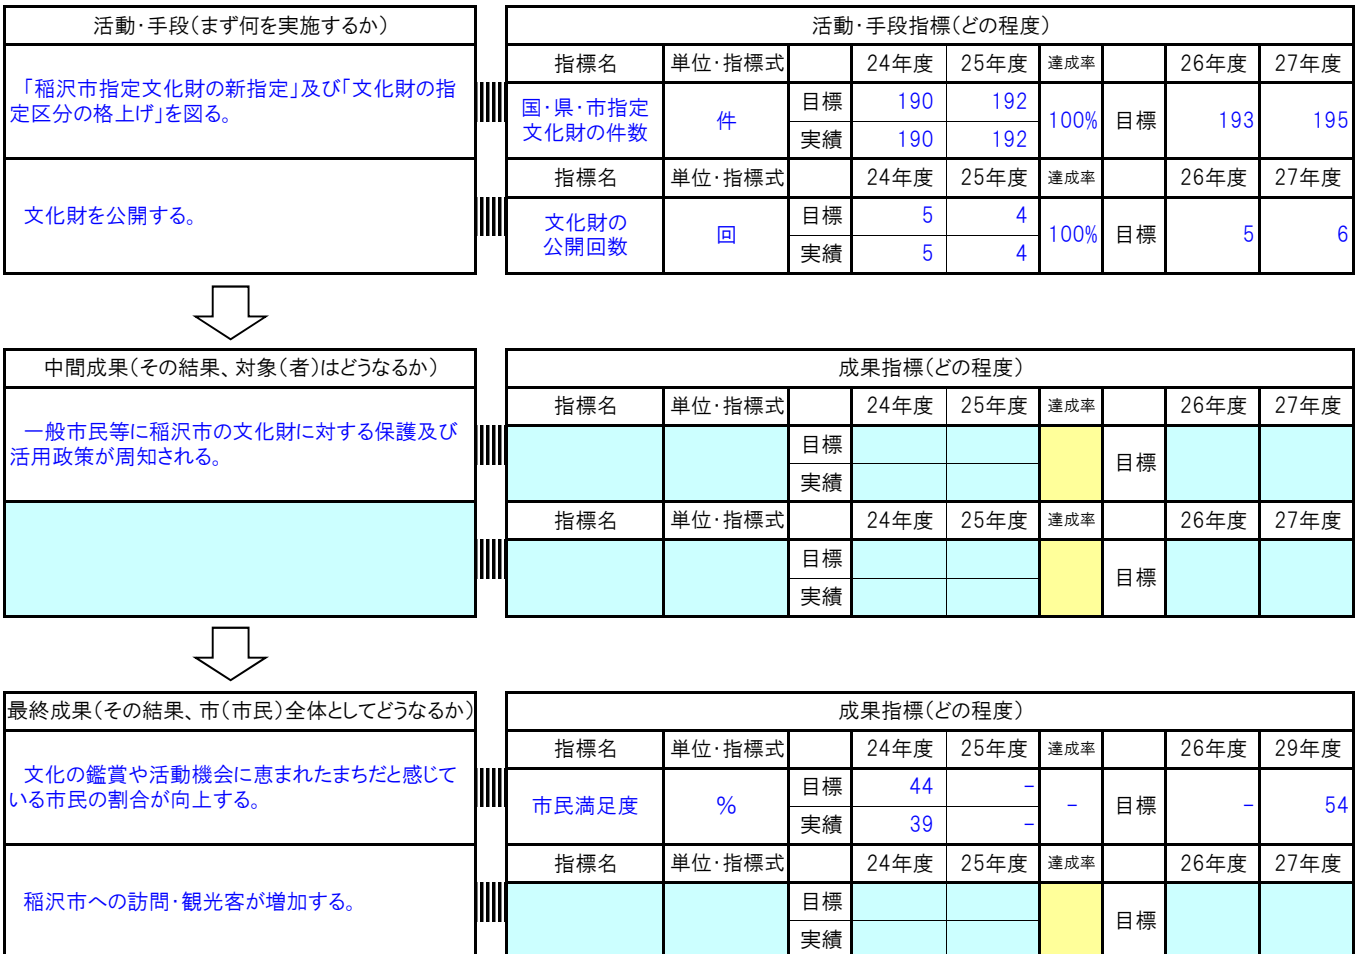 活動・手段（まず何を実施するか）
活動・手段指標（どの程度）
「稲沢市指定文化財の新指定」及び「文化財の指
定区分の格上げ」を図る。
指標名 単位・指標式 24年度 25年度 達成率 26年度 27年度
国・県・市指定
文化財の件数
件
目標 190 192
100% 目標 193 195
実績 190 192
文化財を公開する。
指標名 単位・指標式 24年度 25年度 達成率 26年度 27年度
文化財の
公開回数
回
目標 5 4
100% 目標 5 6
実績 5 4
中間成果（その結果、対象（者）はどうなるか）
成果指標（どの程度）
一般市民等に稲沢市の文化財に対する保護及び
活用政策が周知される。
指標名 単位・指標式 24年度 25年度 達成率 26年度 27年度
目標
目標
実績
指標名 単位・指標式 24年度 25年度 達成率 26年度 27年度
目標
目標
実績
最終成果（その結果、市（市民）全体としてどうなるか）
成果指標（どの程度）
文化の鑑賞や活動機会に恵まれたまちだと感じて
いる市民の割合が向上する。
指標名 単位・指標式 24年度 25年度 達成率 26年度 29年度
市民満足度 %
目標 44 -
- 目標 - 54
実績 39 -
稲沢市への訪問・観光客が増加する。
指標名 単位・指標式 24年度 25年度 達成率 26年度 27年度
目標
目標
実績